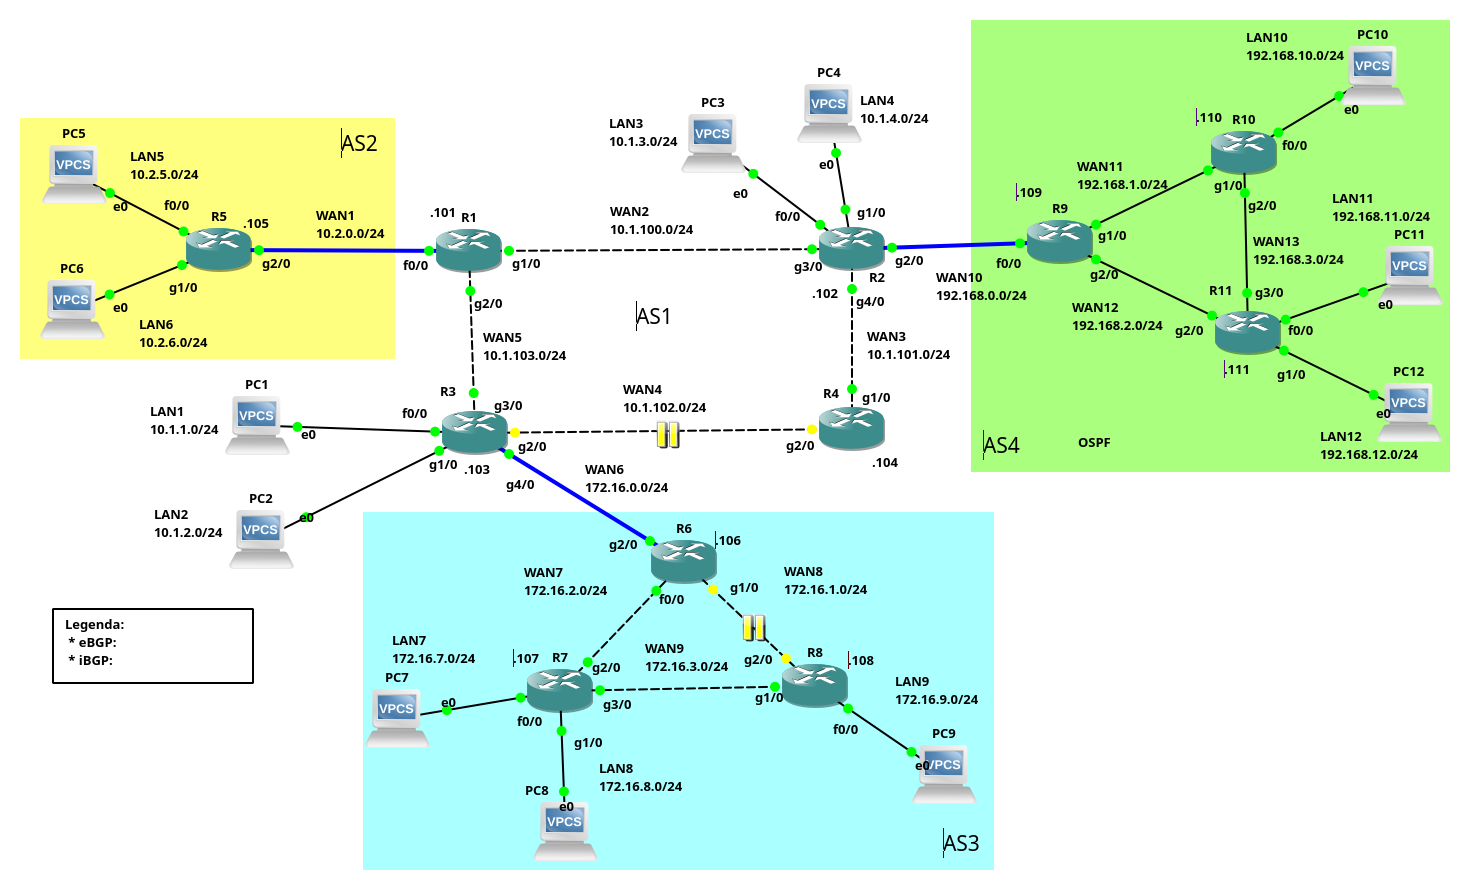 AS2
PC5
VPCS
LAN5
10.2.5.0/24
e0
f0/0
R5
.105
WAN1
10.2.0.0/24
g2/0
PC6
VPCS
g1/0
e0
LAN6
10.2.6.0/24
.101
R1
f0/0
g1/0
g2/0
WAN2
10.1.100.0/24
PC3
VPCS
LAN3
10.1.3.0/24
e0
f0/0
PC4
VPCS
LAN4
10.1.4.0/24
e0
g1/0
g3/0
R2
g2/0
.102
g4/0
WAN10
192.168.0.0/24
AS1
WAN5
10.1.103.0/24
WAN3
10.1.101.0/24
R3
g3/0
f0/0
g2/0
g1/0
.103
g4/0
WAN4
10.1.102.0/24
R4
g1/0
g2/0
.104
PC1
VPCS
LAN1
10.1.1.0/24
e0
PC2
VPCS
LAN2
10.1.2.0/24
e0
WAN6
172.16.0.0/24
LAN10
192.168.10.0/24
PC10
VPCS
e0
.110
R10
f0/0
g1/0
g2/0
WAN11
192.168.1.0/24
.109
R9
g1/0
f0/0
g2/0
WAN12
192.168.2.0/24
WAN13
192.168.3.0/24
LAN11
192.168.11.0/24
PC11
VPCS
e0
R11
g3/0
g2/0
f0/0
g1/0
.111
PC12
VPCS
e0
LAN12
192.168.12.0/24
AS4
OSPF
R6
.106
g2/0
g1/0
f0/0
WAN7
172.16.2.0/24
WAN8
172.16.1.0/24
WAN9
172.16.3.0/24
LAN7
172.16.7.0/24
PC7
VPCS
e0
.107
R7
g2/0
g3/0
f0/0
g1/0
R8
.108
g2/0
g1/0
f0/0
LAN9
172.16.9.0/24
PC9
VPCS
e0
LAN8
172.16.8.0/24
PC8
e0
VPCS
AS3
Legenda:
* eBGP:
* iBGP: